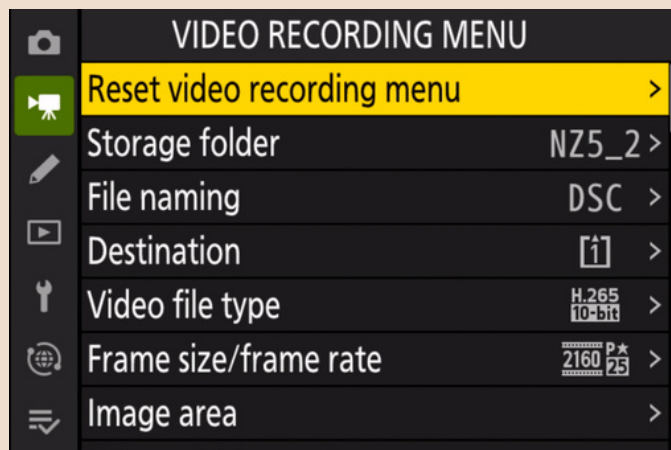 VIDEO RECORDING MENU
Reset video recording menu
Storage folder NZ5_2
File naming DSC
Destination 1
Video file type H.265 10-bit
Frame size/frame rate 2160 P★ 25
Image area